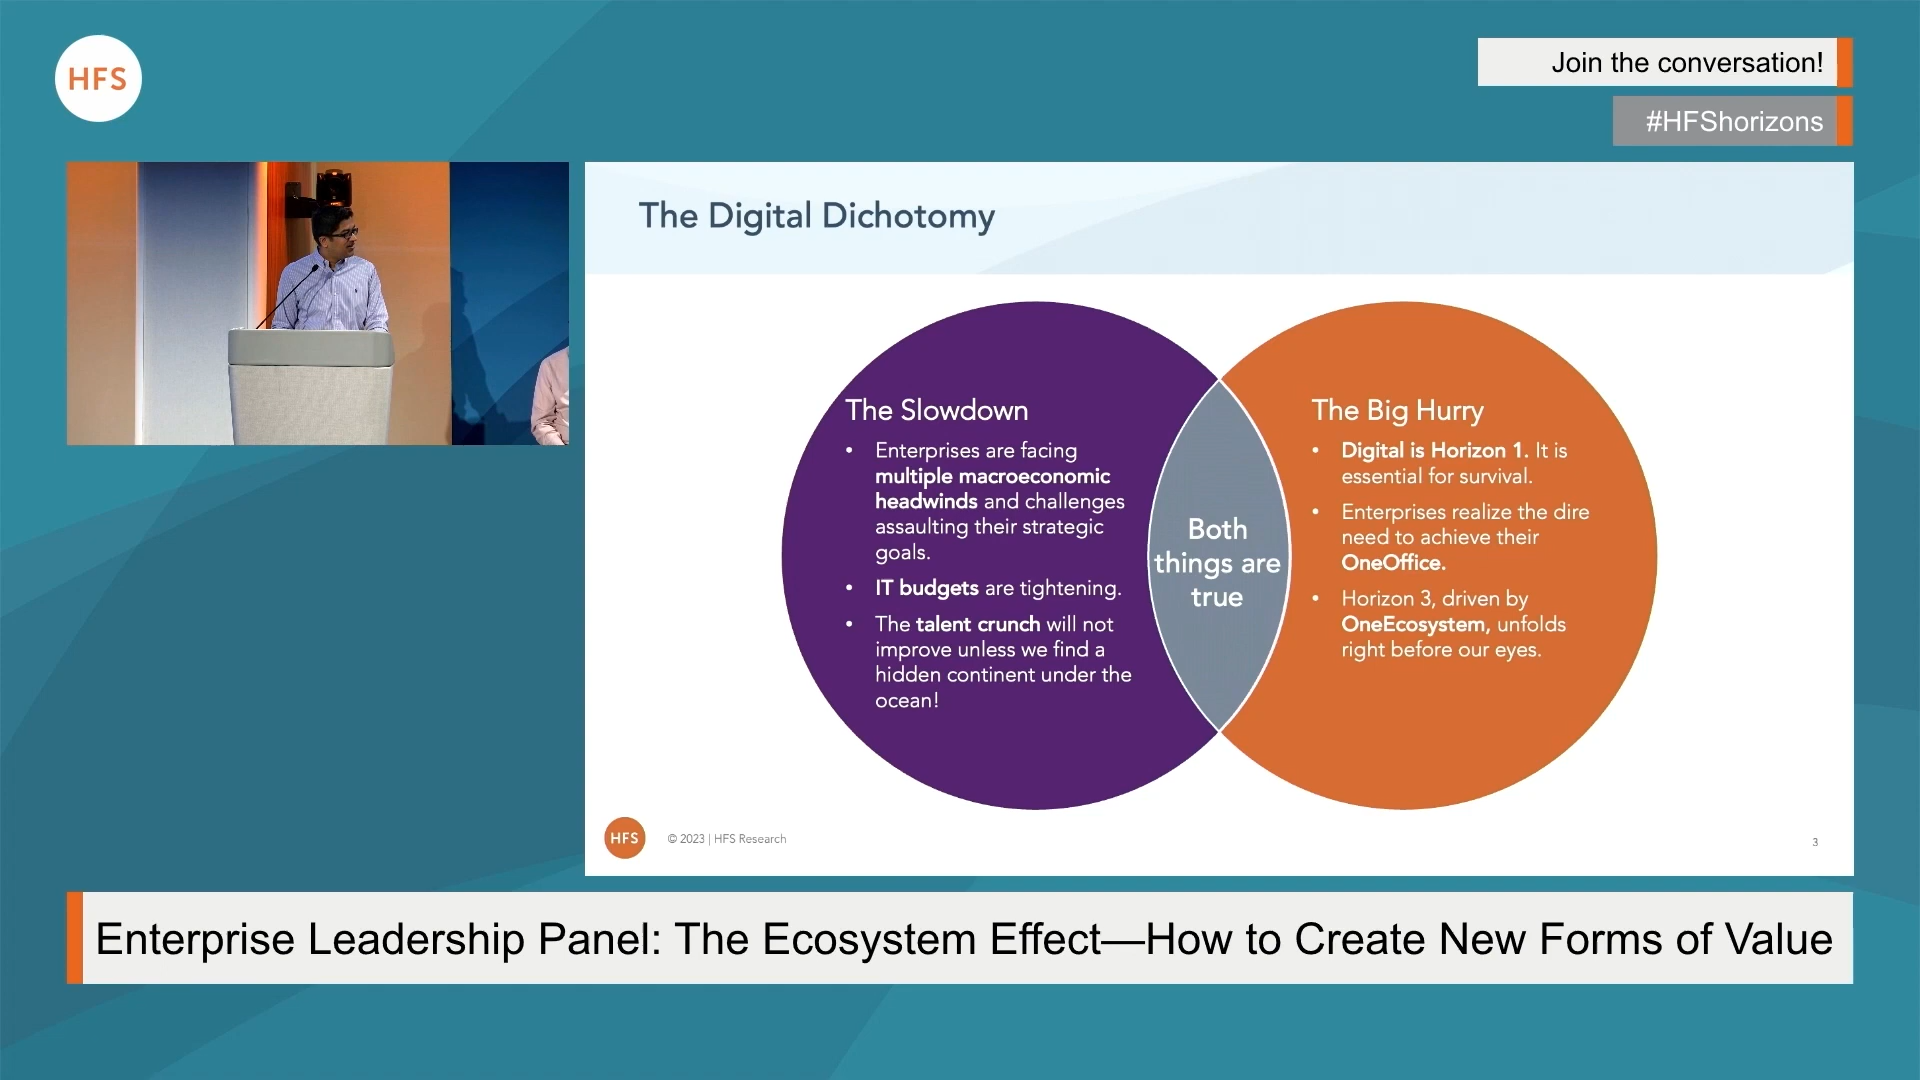 HFS
Join the conversation!
#HFShorizons
The Digital Dichotomy
The Slowdown
• Enterprises are facing
multiple macroeconomic
headwinds and challenges
assaulting their strategic
goals.
• IT budgets are tightening.
• The talent crunch will not
improve unless we find a
hidden continent under the
ocean!
Both
things are
true
The Big Hurry
• Digital is Horizon 1. It is
essential for survival.
• Enterprises realize the dire
need to achieve their
OneOffice.
• Horizon 3, driven by
OneEcosystem, unfolds
right before our eyes.
HFS
© 2023 | HFS Research
3
Enterprise Leadership Panel: The Ecosystem Effect—How to Create New Forms of Value